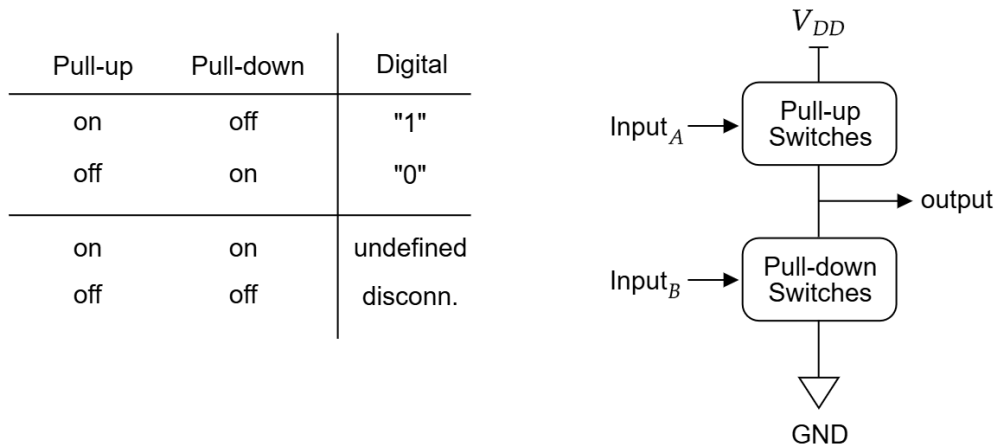 Pull-up Pull-down Digital
on off "1"
off on "0"
on on undefined
off off disconn.
V_DD
Pull-up
Switches
Input_A
output
Pull-down
Switches
Input_B
GND